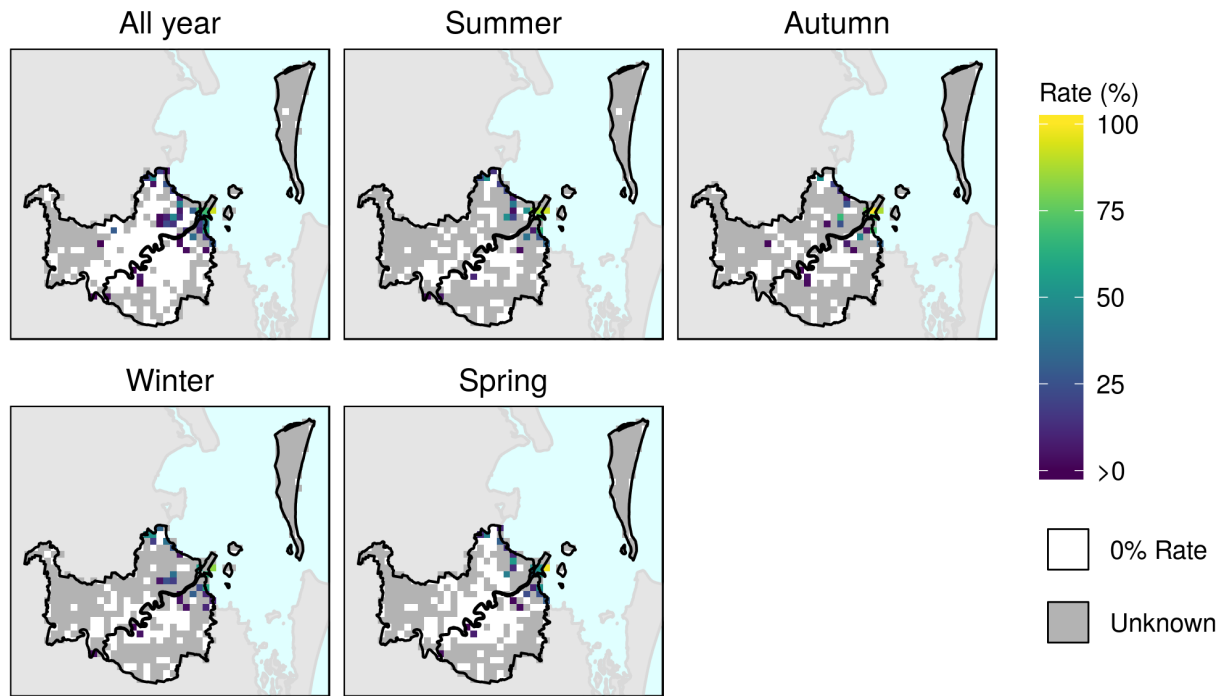 All year
Summer
Autumn
Winter
Spring
Rate (%)
100
75
50
25
>0
0% Rate
Unknown